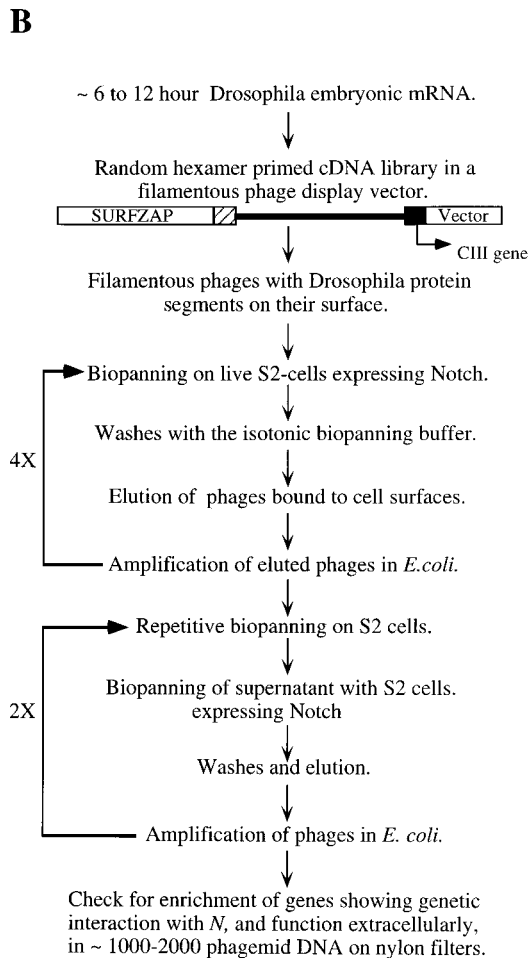 B
~ 6 to 12 hour Drosophila embryonic mRNA.
Random hexamer primed cDNA library in a
filamentous phage display vector.
SURFZAP
Vector
CIII gene
Filamentous phages with Drosophila protein
segments on their surface.
Biopanning on live S2-cells expressing Notch.
Washes with the isotonic biopanning buffer.
4X
Elution of phages bound to cell surfaces.
Amplification of eluted phages in E.coli.
Repetitive biopanning on S2 cells.
Biopanning of supernatant with S2 cells.
expressing Notch
2X
Washes and elution.
Amplification of phages in E. coli.
Check for enrichment of genes showing genetic
interaction with N, and function extracellularly,
in ~ 1000-2000 phagemid DNA on nylon filters.